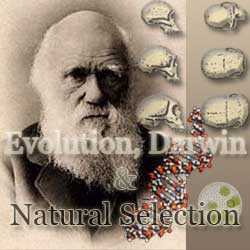 Evolution, Darwin
&
Natural Selection